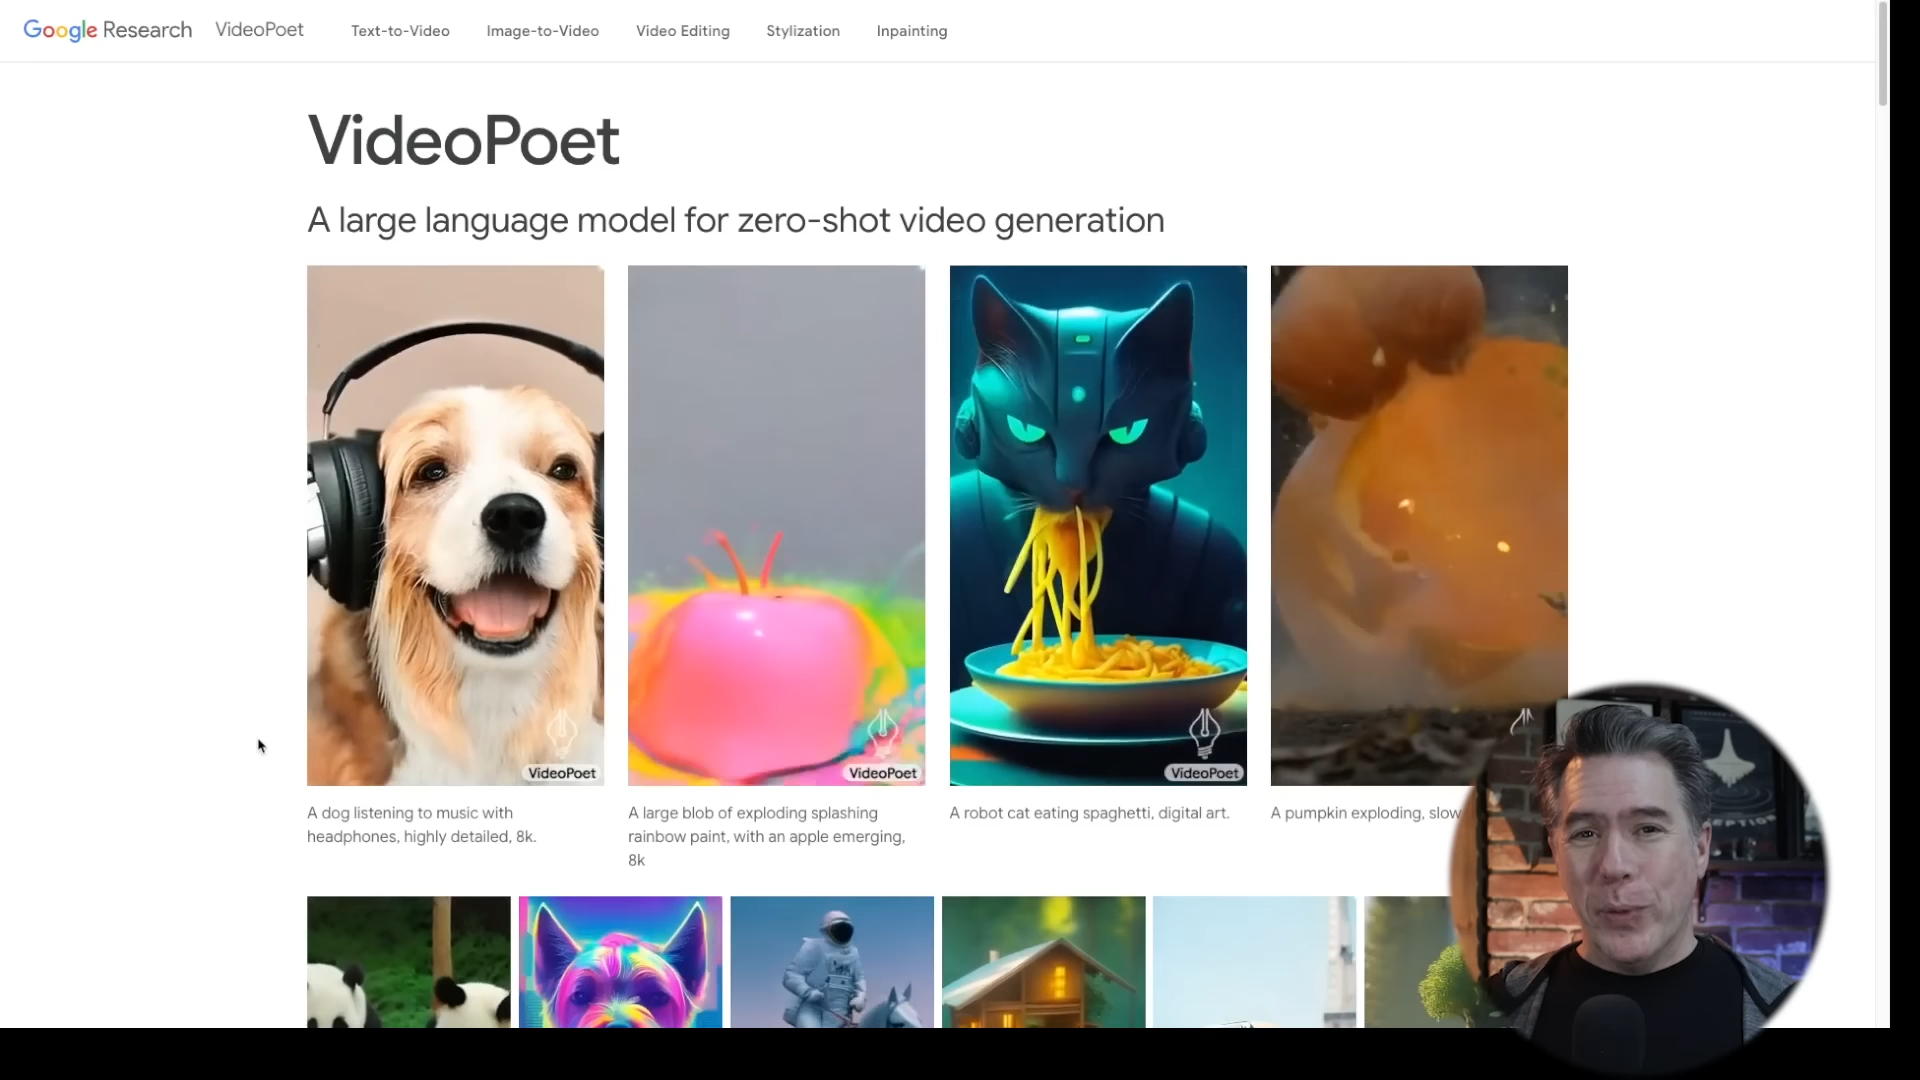 Google Research VideoPoet Text-to-Video Image-to-Video Video Editing Stylization Inpainting
VideoPoet
A large language model for zero-shot video generation
VideoPoet
VideoPoet
VideoPoet
A dog listening to music with
headphones, highly detailed, 8k.
A large blob of exploding splashing
rainbow paint, with an apple emerging,
8k
A robot cat eating spaghetti, digital art.
A pumpkin exploding, slow